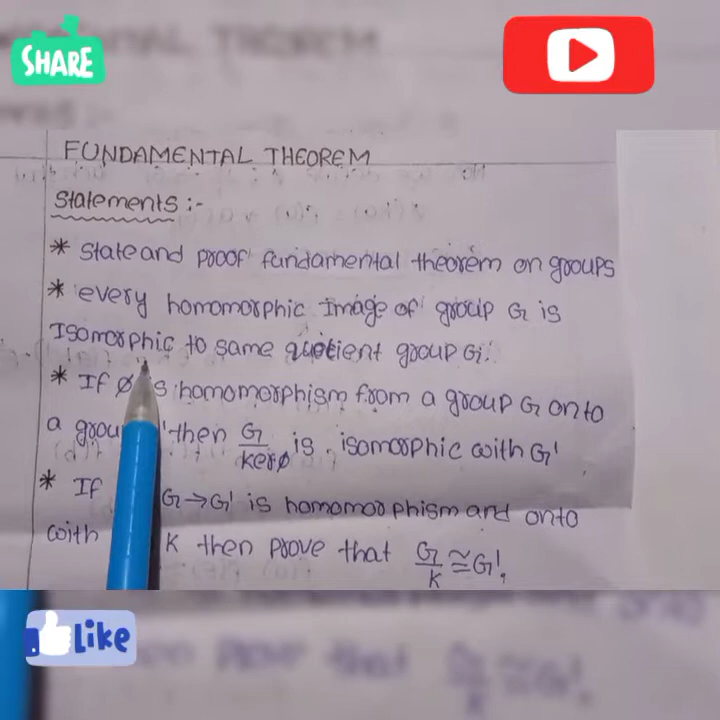 SHARE
FUNDAMENTAL THEOREM
Statements :-
* State and proof fundamental theorem on groups
* every homomorphic Image of group G is
Isomorphic to same quotient group G.
* If ø is homomorphism from a group G onto
a grou ' then G/kerø is isomorphic with G'
* If G→G' is homomorphism and onto
with K then prove that G/K ≅ G'.
Like